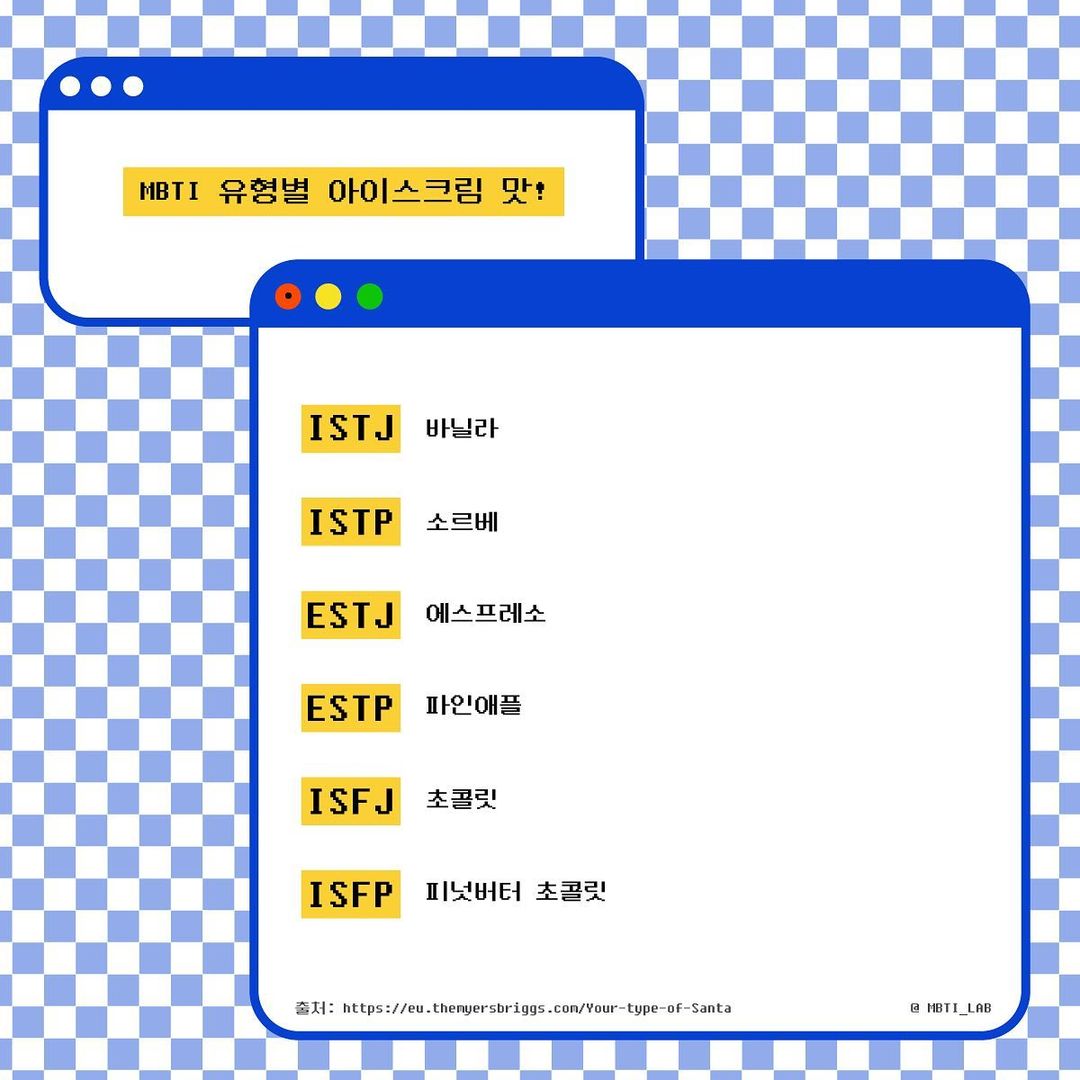 MBTI 유형별 아이스크림 맛!
ISTJ 바닐라
ISTP 소르베
ESTJ 에스프레소
ESTP 파인애플
ISFJ 초콜릿
ISFP 피넛버터 초콜릿
출처: https://eu.themyersbriggs.com/Your-type-of-Santa
@ MBTI_LAB